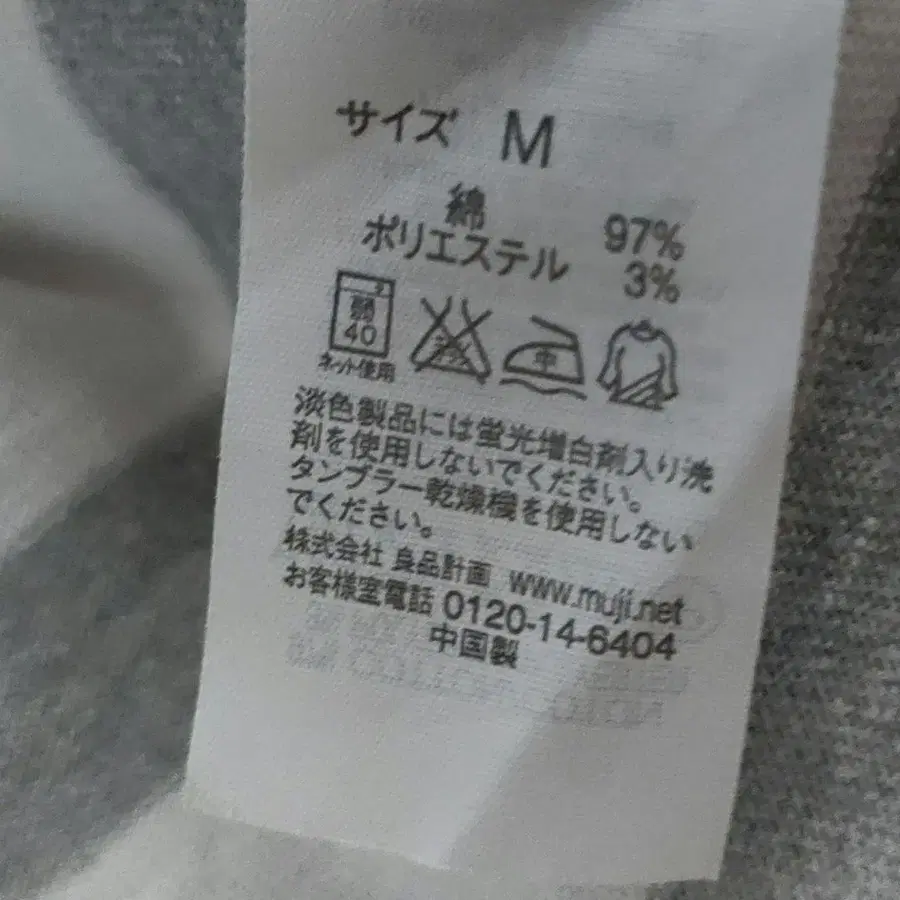 サイズ M
綿 97%
ポリエステル 3%
弱
40
中
ネット使用
淡色製品には蛍光増白剤入り洗
剤を使用しないでください。
タンブラー乾燥機を使用しない
でください。
株式会社 良品計画 www.muji.net
お客様室電話 0120-14-6404
中国製